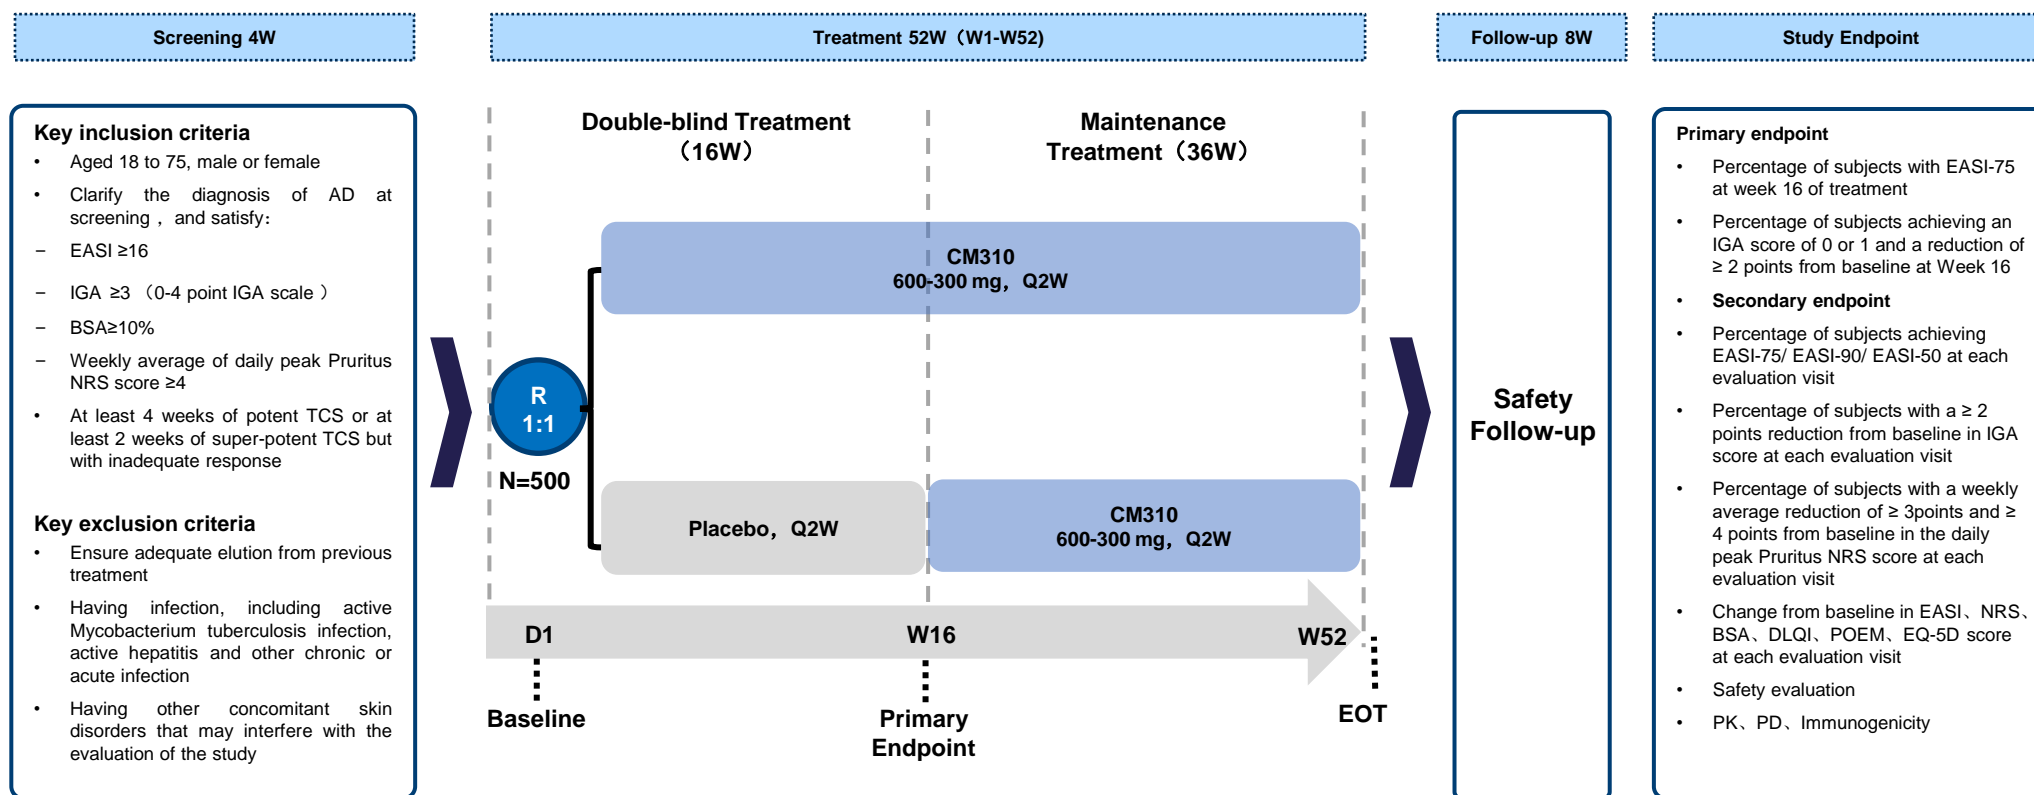 Screening 4W
Treatment 52W（W1-W52)
Follow-up 8W
Study Endpoint
Key inclusion criteria
• Aged 18 to 75, male or female
• Clarify the diagnosis of AD at
screening， and satisfy：
– EASI ≥16
– IGA ≥3 （0-4 point IGA scale ）
– BSA≥10%
– Weekly average of daily peak Pruritus
NRS score ≥4
• At least 4 weeks of potent TCS or at
least 2 weeks of super-potent TCS but
with inadequate response
Key exclusion criteria
• Ensure adequate elution from previous
treatment
• Having infection, including active
Mycobacterium tuberculosis infection,
active hepatitis and other chronic or
acute infection
• Having other concomitant skin
disorders that may interfere with the
evaluation of the study
Double-blind Treatment
（16W）
Maintenance
Treatment（36W）
CM310
600-300 mg，Q2W
R
1:1
N=500
Placebo，Q2W
CM310
600-300 mg，Q2W
D1
W16
W52
Baseline
Primary
Endpoint
EOT
Safety
Follow-up
Primary endpoint
• Percentage of subjects with EASI-75
at week 16 of treatment
• Percentage of subjects achieving an
IGA score of 0 or 1 and a reduction of
≥ 2 points from baseline at Week 16
• Secondary endpoint
• Percentage of subjects achieving
EASI-75/ EASI-90/ EASI-50 at each
evaluation visit
• Percentage of subjects with a ≥ 2
points reduction from baseline in IGA
score at each evaluation visit
• Percentage of subjects with a weekly
average reduction of ≥ 3points and ≥
4 points from baseline in the daily
peak Pruritus NRS score at each
evaluation visit
• Change from baseline in EASI、NRS、
BSA、DLQI、POEM、EQ-5D score
at each evaluation visit
• Safety evaluation
• PK、PD、Immunogenicity